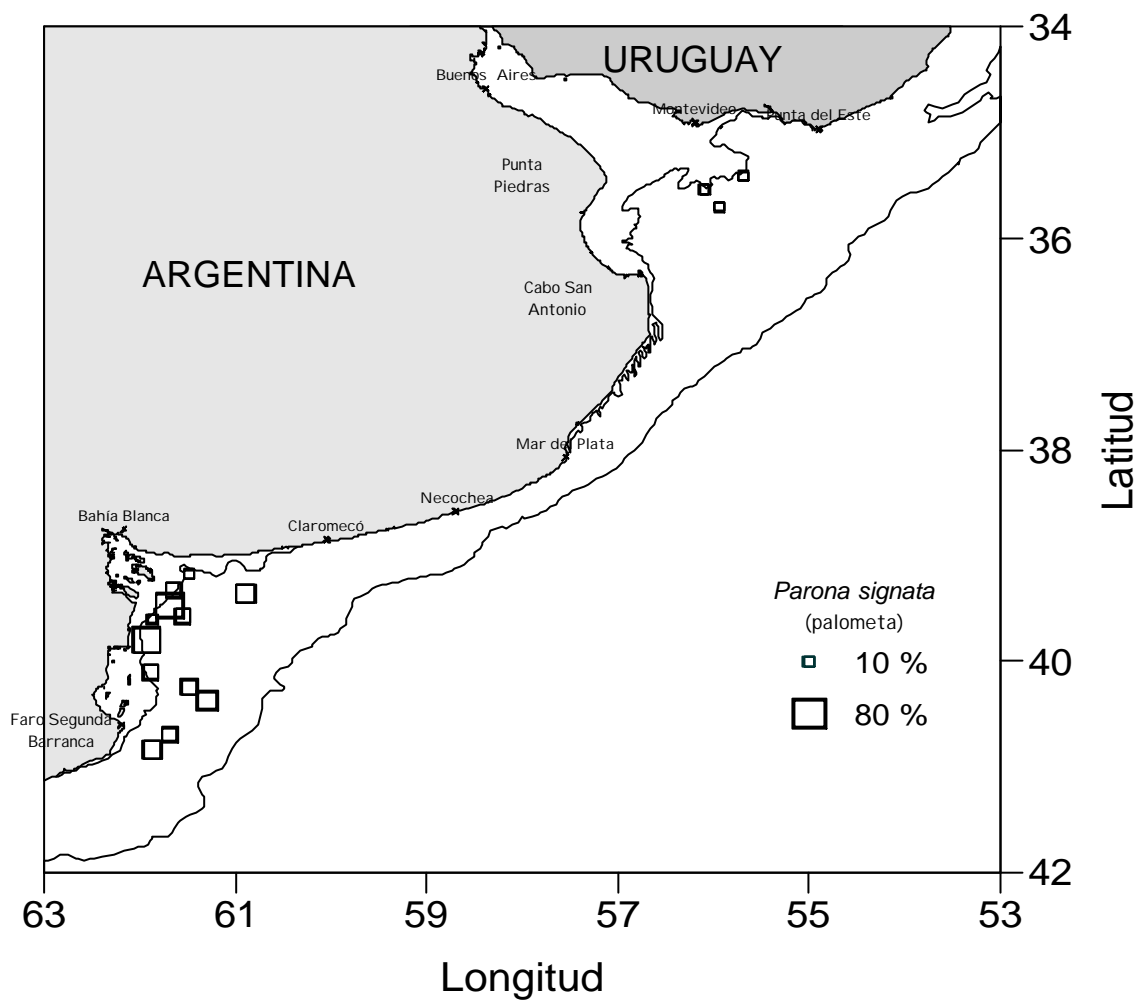 34
URUGUAY
Buenos Aires
Montevideo
Punta del Este
Punta
Piedras
36
ARGENTINA
Cabo San
Antonio
Latitud
38
Mar del Plata
Necochea
Bahía Blanca
Claromecó
Parona signata
(palometa)
40
10 %
80 %
Faro Segunda
Barranca
42
63
61
59
57
55
53
Longitud